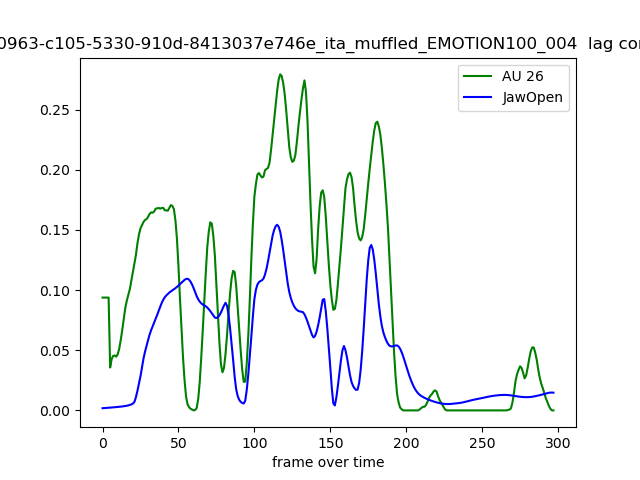 0963-c105-5330-910d-8413037e746e_ita_muffled_EMOTION100_004 lag
AU 26
JawOpen
0.25
0.20
0.15
0.10
0.05
0.00
0 50 100 150 200 250 300
frame over time